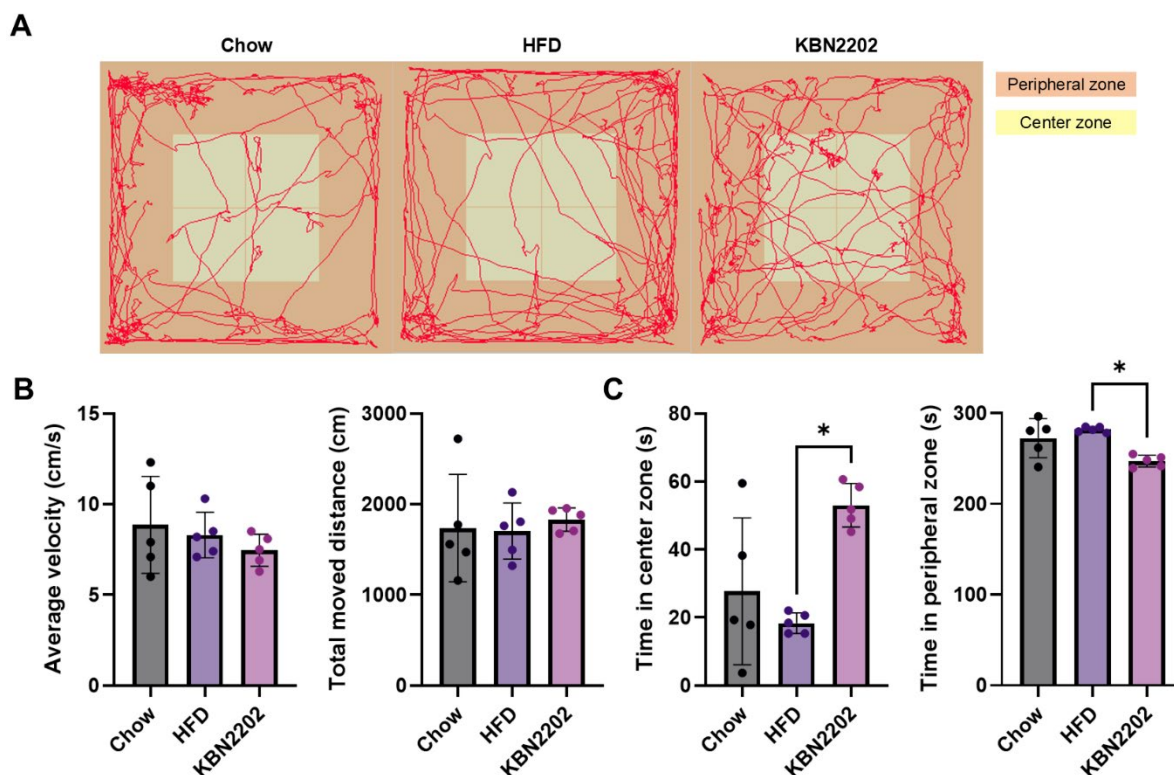 A
Chow
HFD
KBN2202
Peripheral zone
Center zone
B
Average velocity (cm/s)
15
10
5
0
Chow
HFD
KBN2202
Total moved distance (cm)
3000
2000
1000
0
Chow
HFD
KBN2202
C
Time in center zone (s)
80
60
40
20
0
*
Chow
HFD
KBN2202
Time in peripheral zone (s)
300
200
100
0
*
Chow
HFD
KBN2202